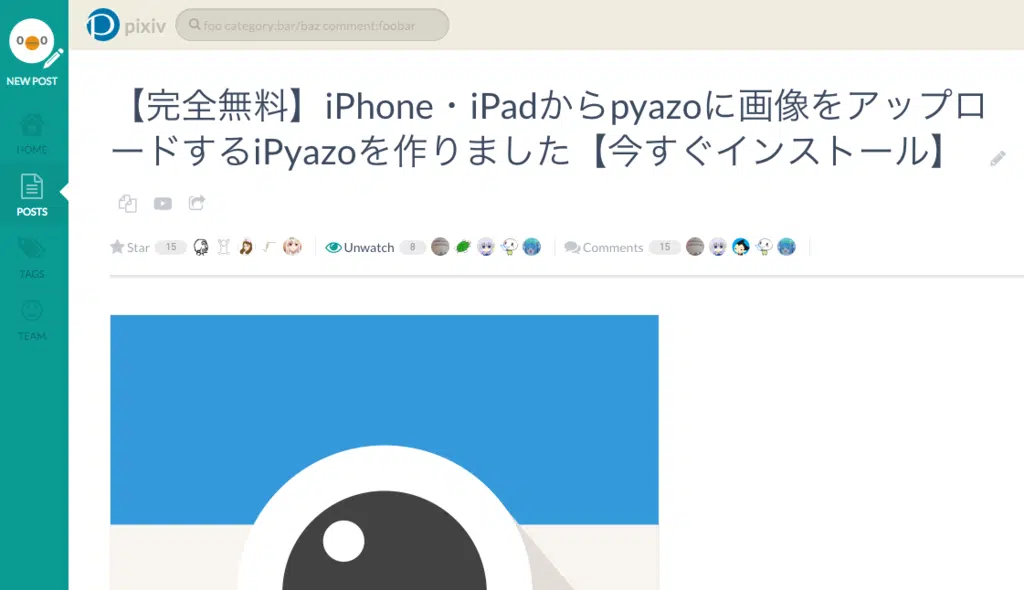 pixiv
foo category:bar/baz comment:foobar
NEW POST
HOME
POSTS
TAGS
TEAM
【完全無料】iPhone・iPadからpyazoに画像をアップロ
ードするiPyazoを作りました【今すぐインストール】
Star 15 Unwatch 8 Comments 15